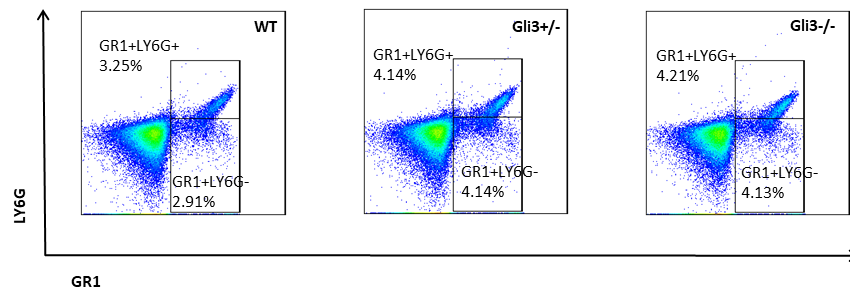 WT
GR1+LY6G+
3.25%
GR1+LY6G-
2.91%
Gli3+/-
GR1+LY6G+
4.14%
GR1+LY6G-
4.14%
Gli3-/-
GR1+LY6G+
4.21%
GR1+LY6G-
4.13%
LY6G
GR1